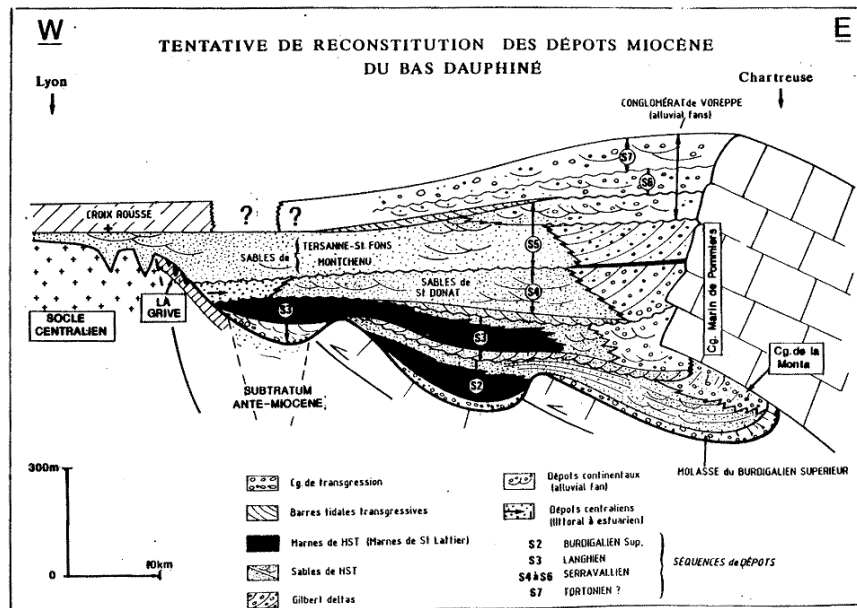 W
E
TENTATIVE DE RECONSTITUTION DES DÉPOTS MIOCÈNE
DU BAS DAUPHINÉ
Lyon
Chartreuse
CONGLOMÉRAT de VOREPPE
(alluvial fans)
S7
S6
CROIX ROUSSE
? ?
SABLES de
TERSANNE-St FONS
MONTCHENU
S5
SABLES de
St DONAT
S4
LA
GRIVE
SOCLE
CENTRALIEN
S3
S3
Cg. Marin de Pommiers
Cg. de la
Monta
S2
SUBTRATUM
ANTE-MIOCENE
MOLASSE du BURDIGALIEN SUPERIEUR
300m
0
10km
Cg. de transgression
Barres tidales transgressives
Marnes de HST (Marnes de St Lattier)
Sables de HST
Gilbert deltas
Dépots continentaux
(alluvial fan)
Dépots centraliens
(littoral à estuarien)
S2 BURDIGALIEN Sup.
S3 LANGHIEN
S4 à S6 SERRAVALLIEN
S7 TORTONIEN ?
SÉQUENCES de DÉPOTS